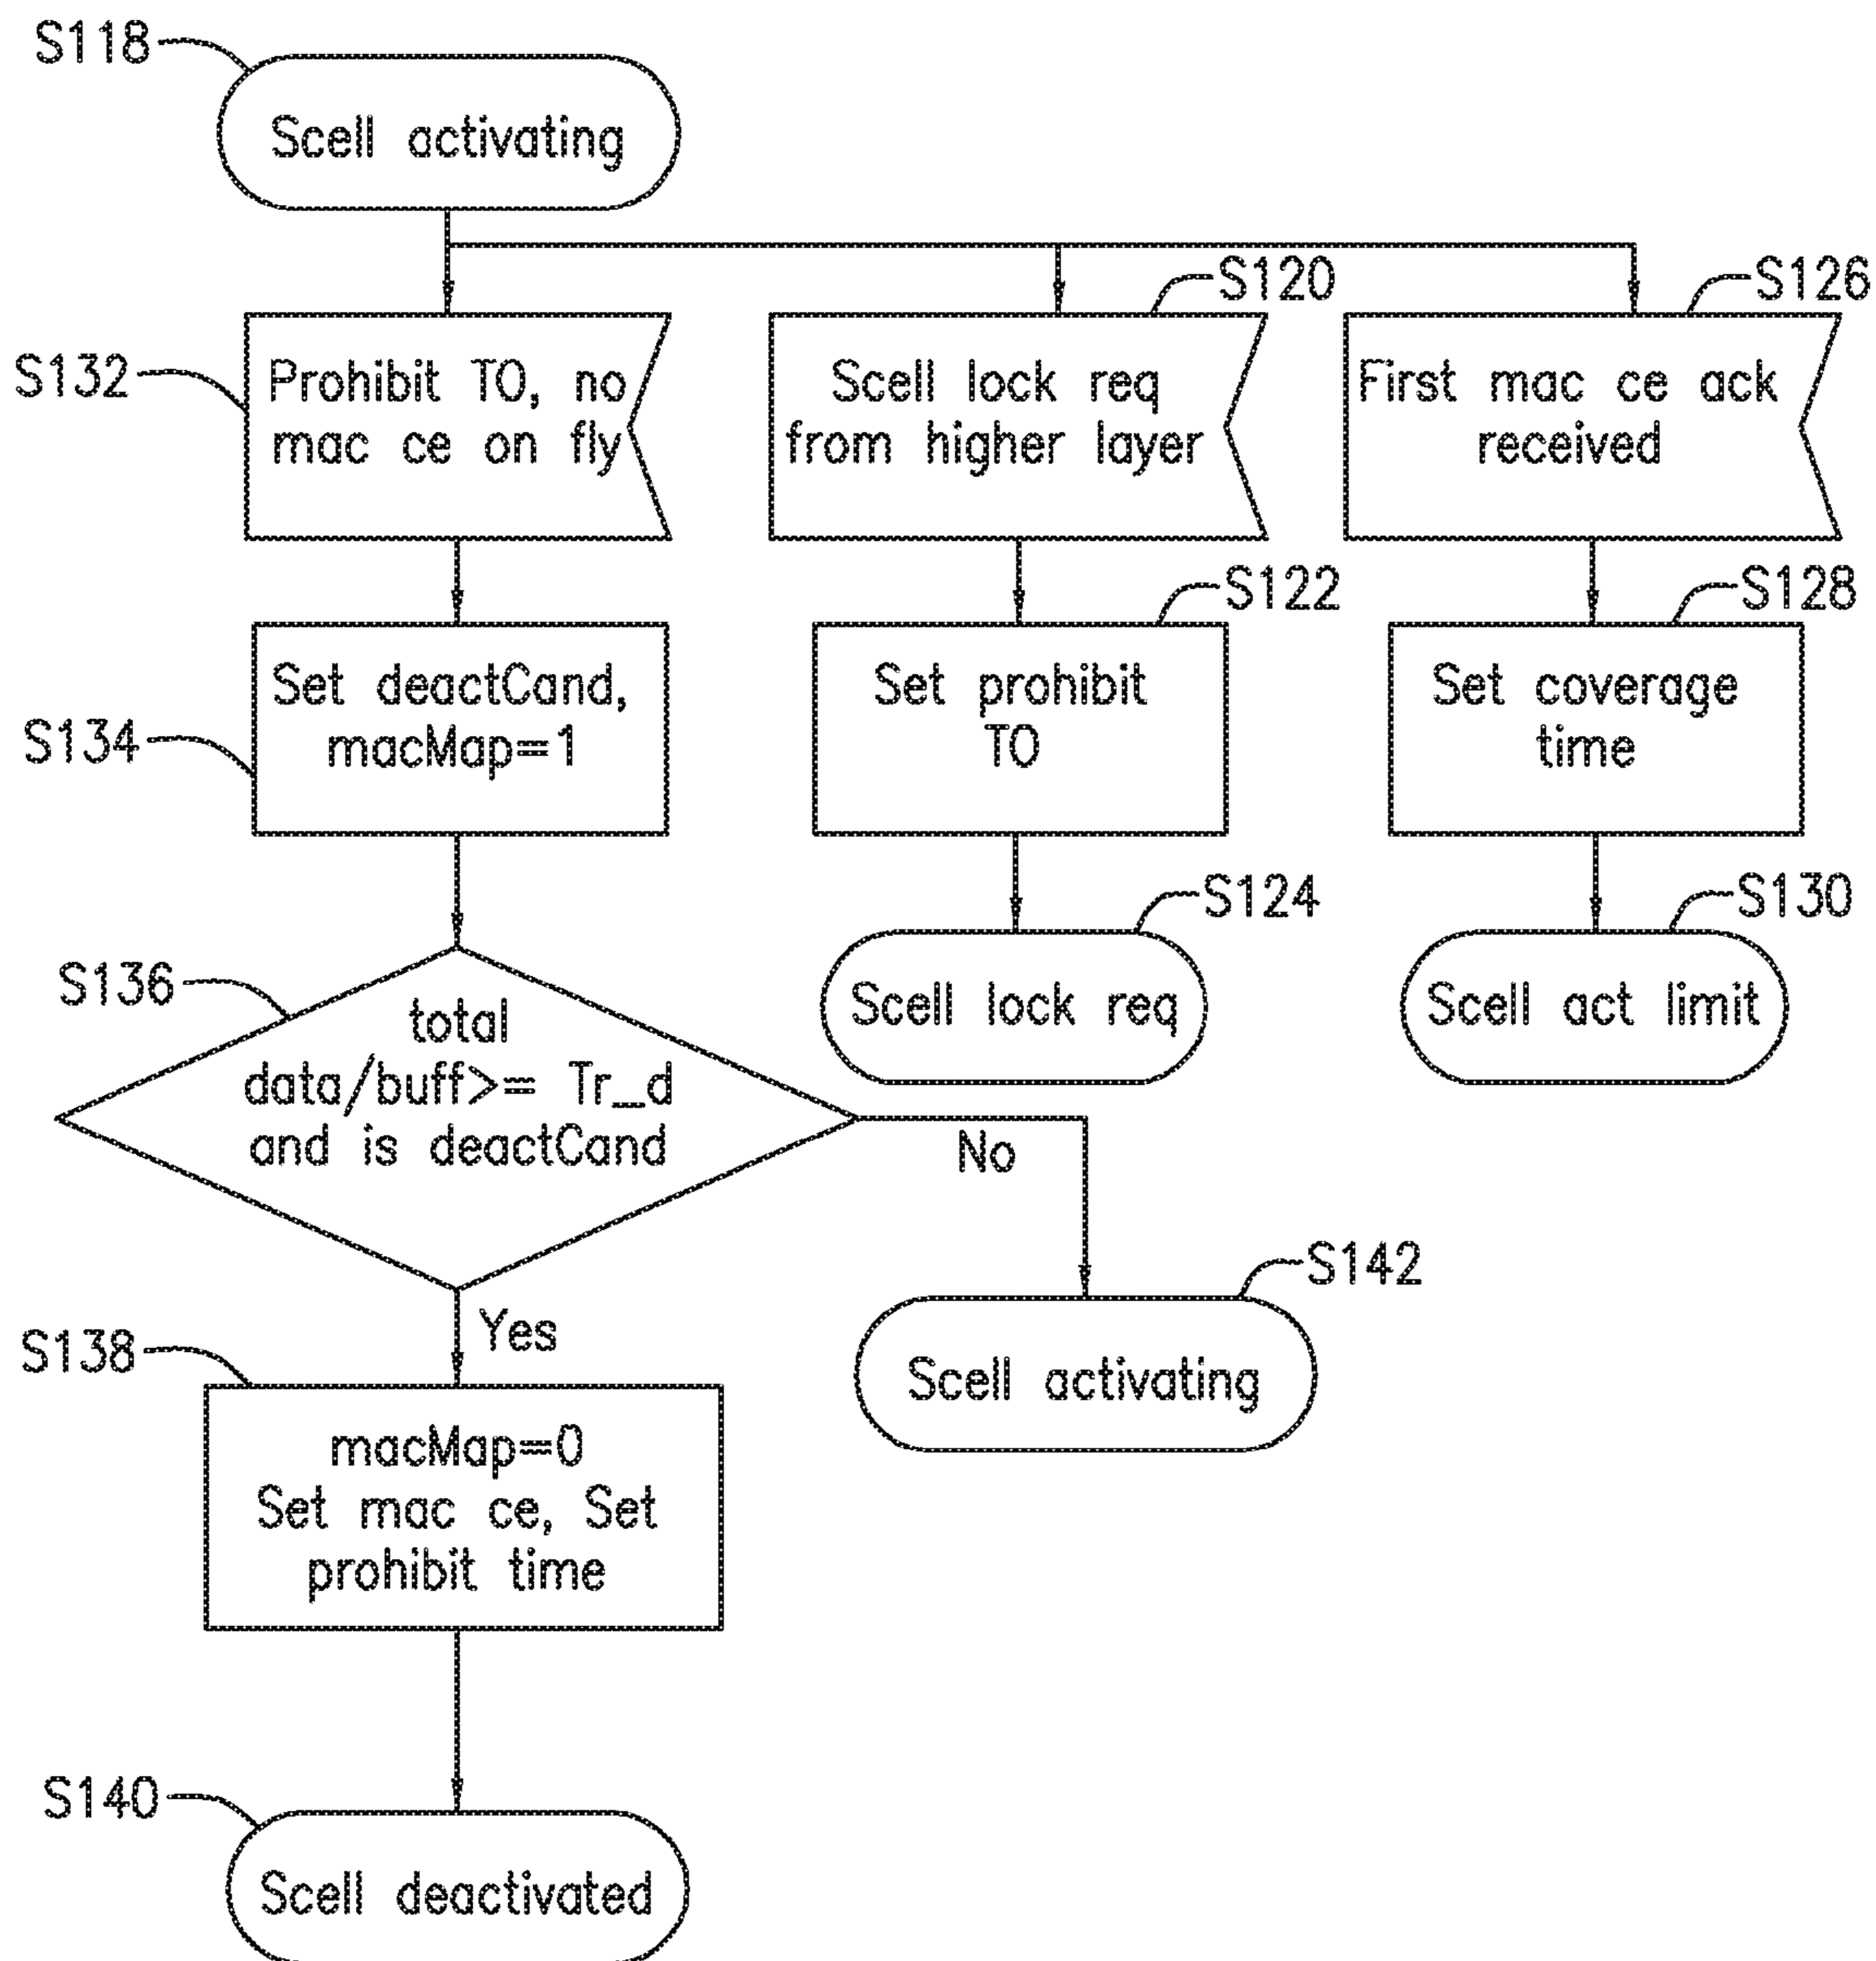 S118
Scell activating
S120
S126
S132
Prohibit TO, no
mac ce on fly
Scell lock req
from higher layer
First mac ce ack
received
S122
S128
S134
Set deactCand,
macMap=1
Set prohibit
TO
Set coverage
time
S124
S130
Scell lock req
Scell act limit
S136
total
data/buff>= Tr_d
and is deactCand
No
S142
Scell activating
Yes
S138
macMap=0
Set mac ce, Set
prohibit time
S140
Scell deactivated